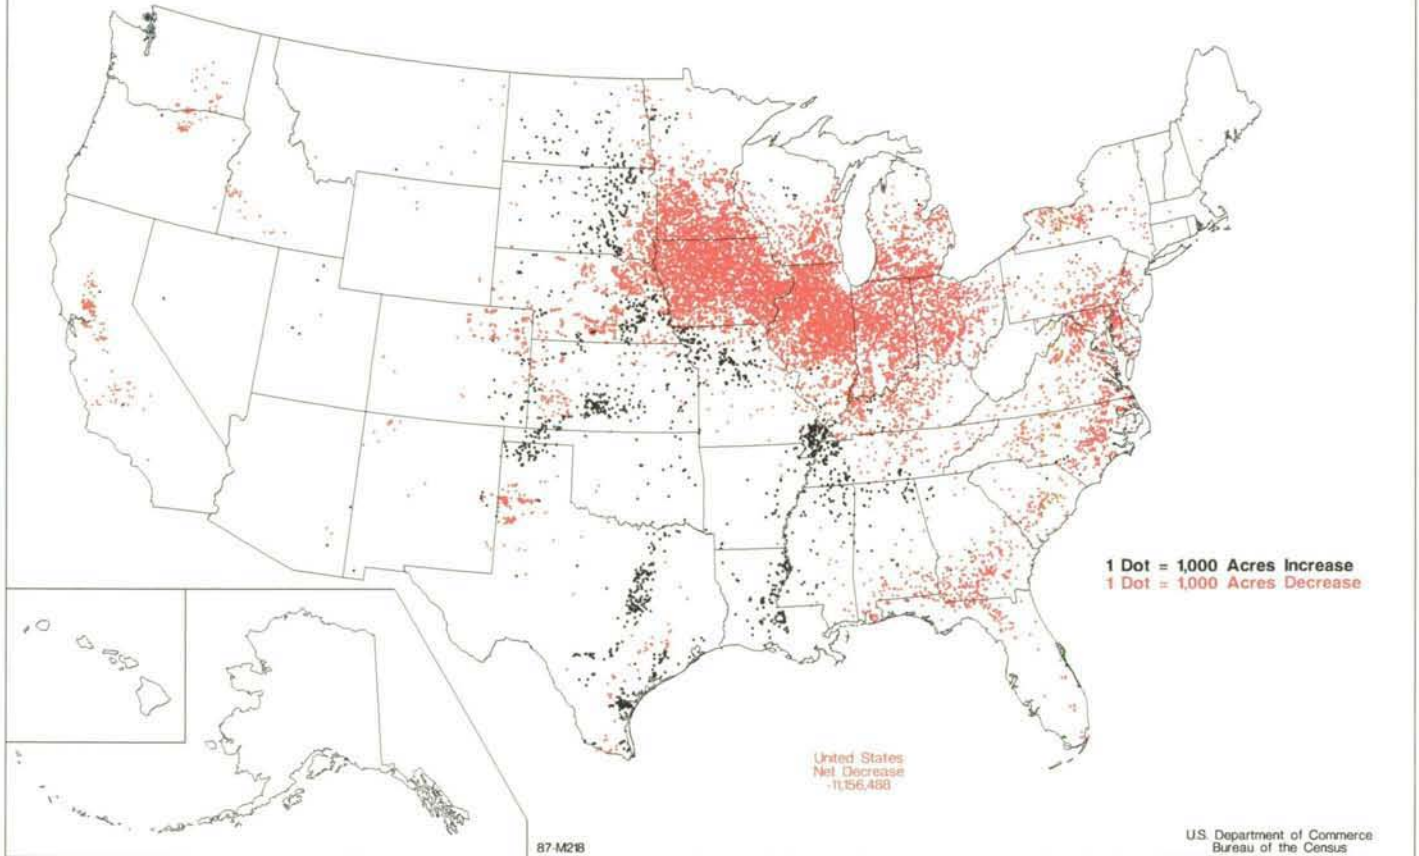 1 Dot = 1,000 Acres Increase
1 Dot = 1,000 Acres Decrease
United States
Net Decrease
-11,156,488
87-M218
U.S. Department of Commerce
Bureau of the Census